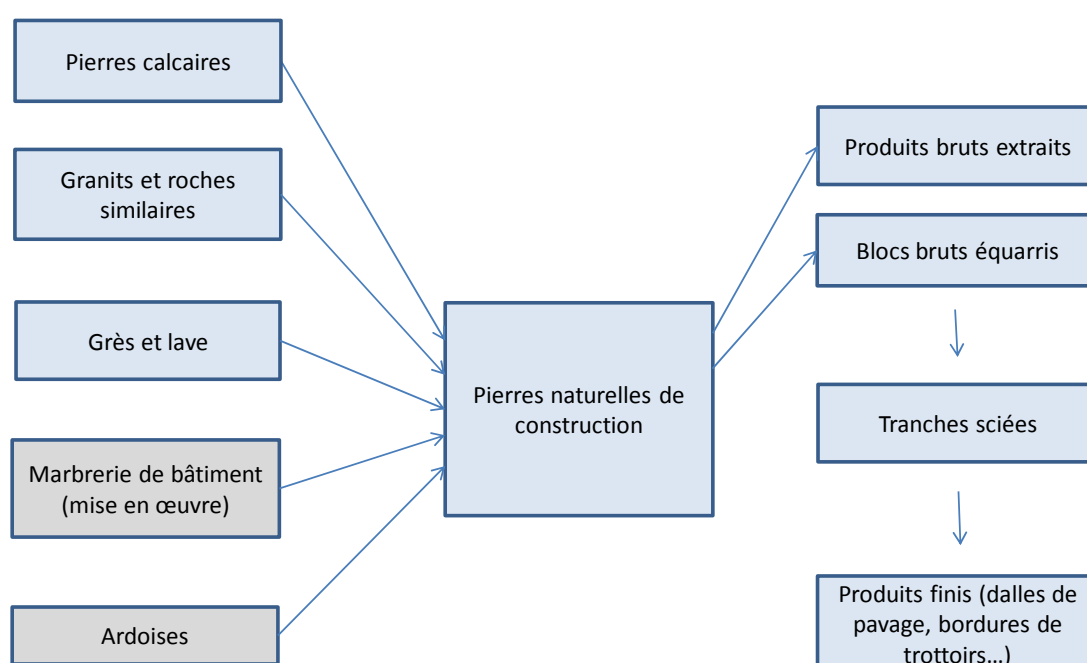 Pierres calcaires
Granits et roches
similaires
Grès et lave
Marbrerie de bâtiment
(mise en œuvre)
Ardoises
Pierres naturelles de
construction
Produits bruts extraits
Blocs bruts équarris
Tranches sciées
Produits finis (dalles de
pavage, bordures de
trottoirs…)